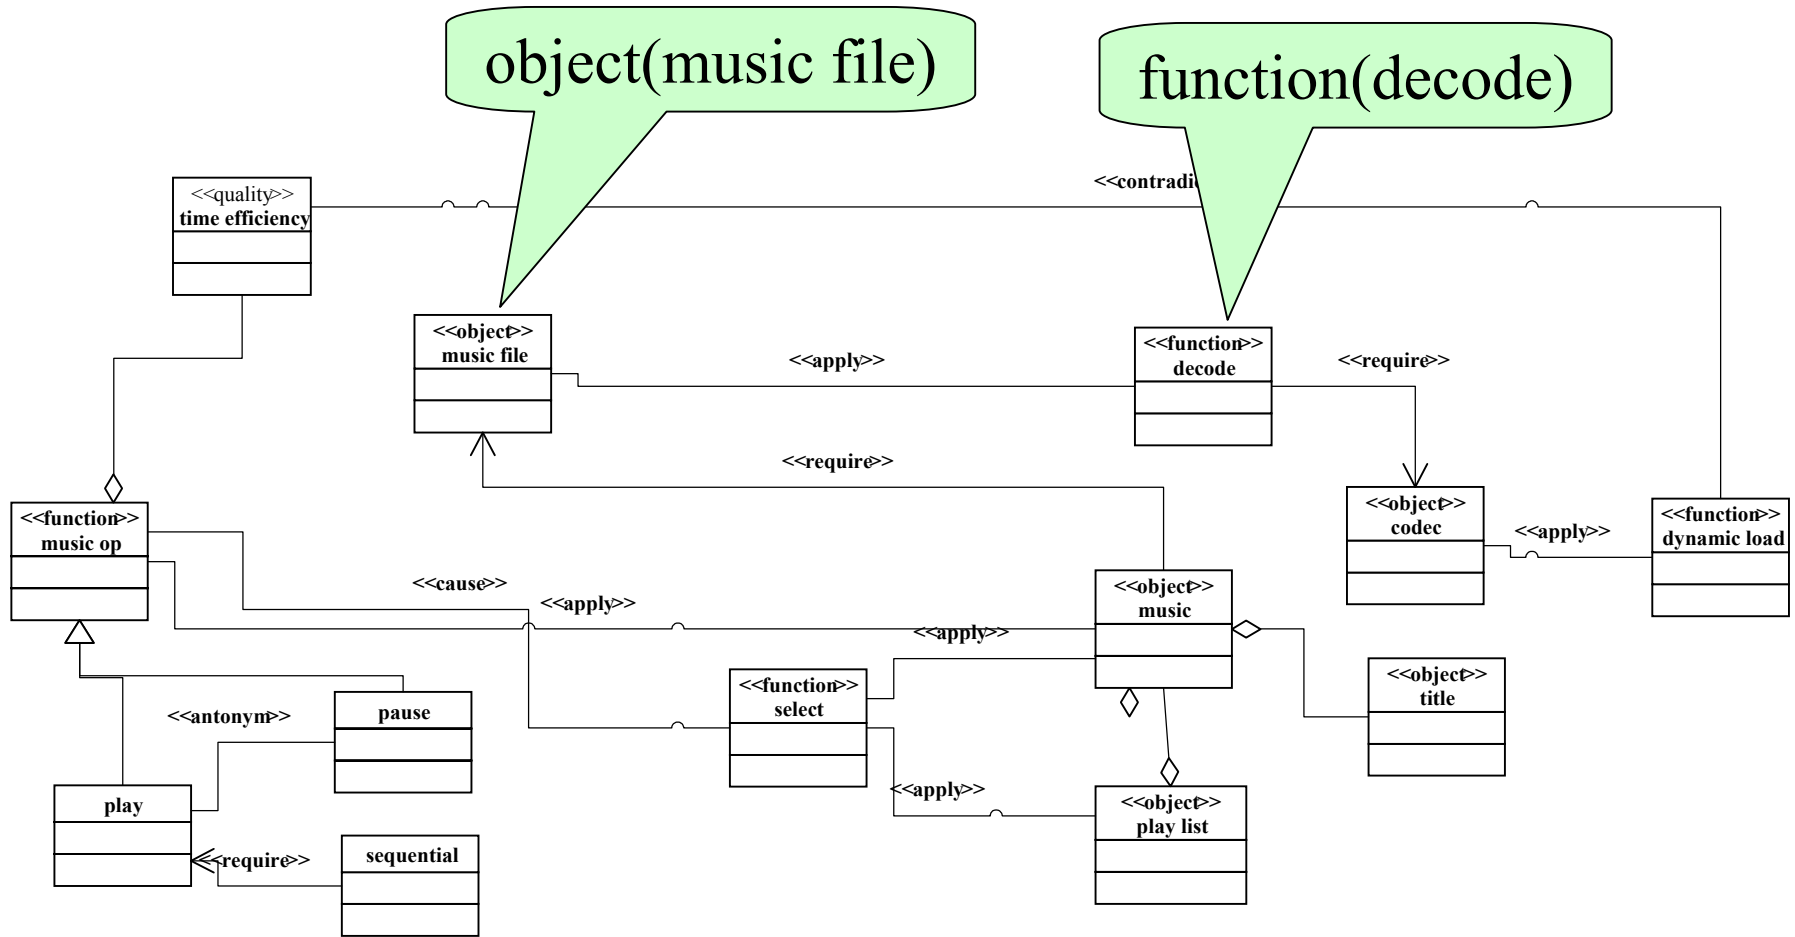 object(music file)
function(decode)
<<contradic
<<quality>>
time efficiency
<<object>>
music file
<<apply>>
<<function>>
decode
<<require>>
<<require>>
<<function>>
music op
<<object>>
codec
<<apply>>
<<function>>
dynamic load
<<cause>>
<<apply>>
<<object>>
music
<<apply>>
<<function>>
select
<<object>>
title
<<antonym>>
pause
play
<<apply>>
<<object>>
play list
<<require>>
sequential